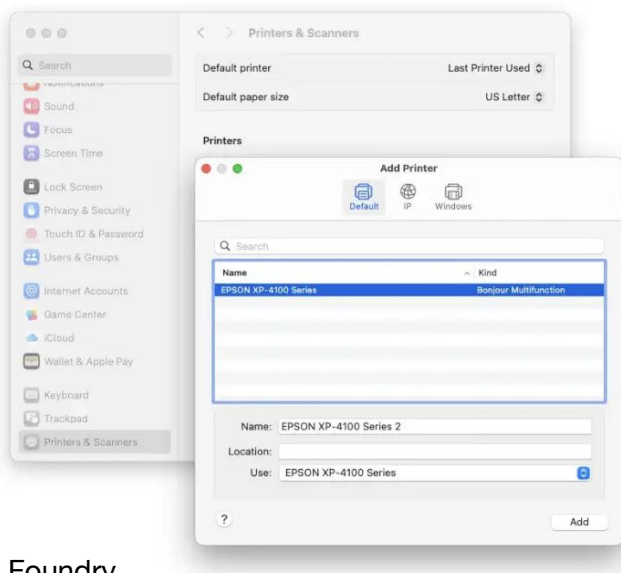 Printers & Scanners
Search
Notifications
Sound
Focus
Screen Time
Lock Screen
Privacy & Security
Touch ID & Password
Users & Groups
Internet Accounts
Game Center
iCloud
Wallet & Apple Pay
Keyboard
Trackpad
Printers & Scanners
Default printer Last Printer Used
Default paper size US Letter
Printers
Add Printer
Default IP Windows
Search
Name Kind
EPSON XP-4100 Series Bonjour Multifunction
Name: EPSON XP-4100 Series 2
Location:
Use: EPSON XP-4100 Series
? Add
Foundry